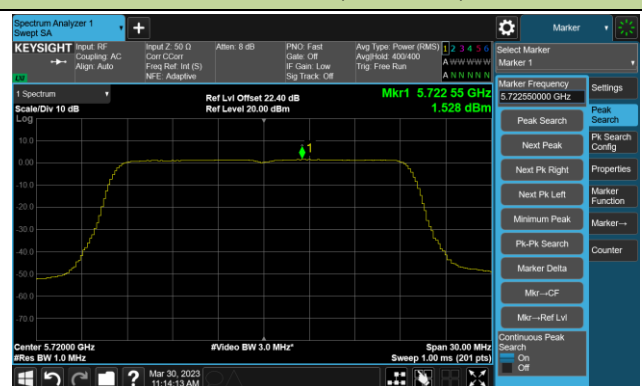 Spectrum Analyzer 1
Swept SA
Marker
KEYSIGHT
Input: RF
Coupling: AC
Align: Auto
Input Z: 50 Ω
Corr CCorr
Freq Ref: Int (S)
NFE: Adaptive
Atten: 8 dB
PNO: Fast
Gate: Off
IF Gain: Low
Sig Track: Off
Avg Type: Power (RMS)
Avg|Hold: 400/400
Trig: Free Run
1 2 3 4 5 6
A W W W W W
A N N N N N
LU
Select Marker
Marker 1
1 Spectrum
Scale/Div 10 dB
Log
Ref Lvl Offset 22.40 dB
Ref Level 20.00 dBm
Mkr1 5.722 55 GHz
1.528 dBm
10.0
0.00
-10.0
-20.0
-30.0
-40.0
-50.0
-60.0
-70.0
1
Center 5.72000 GHz
#Res BW 1.0 MHz
#Video BW 3.0 MHz*
Span 30.00 MHz
Sweep 1.00 ms (201 pts)
Marker Frequency
5.722550000 GHz
Peak Search
Next Peak
Next Pk Right
Next Pk Left
Minimum Peak
Pk-Pk Search
Marker Delta
Mkr→CF
Mkr→Ref Lvl
Continuous Peak
Search
On
Off
Settings
Peak
Search
Pk Search
Config
Properties
Marker
Function
Marker→
Counter
Mar 30, 2023
11:14:13 AM